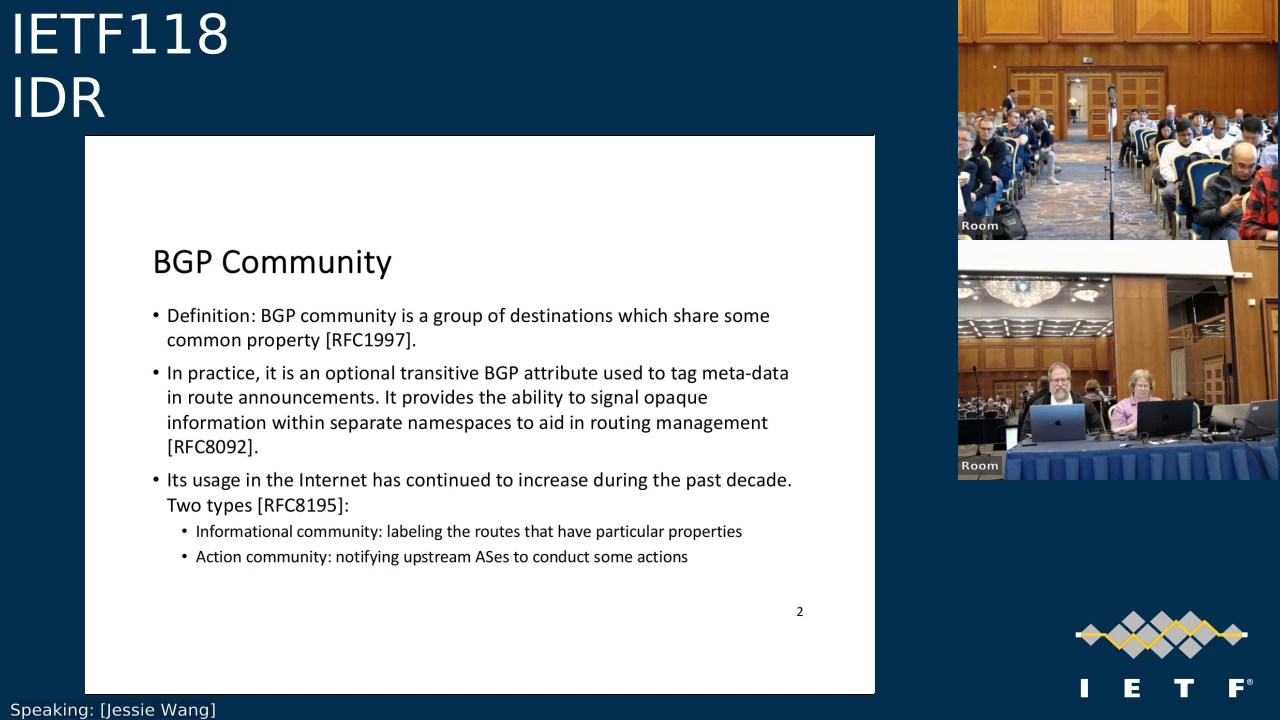 IETF118
IDR
BGP Community
• Definition: BGP community is a group of destinations which share some
common property [RFC1997].
• In practice, it is an optional transitive BGP attribute used to tag meta-data
in route announcements. It provides the ability to signal opaque
information within separate namespaces to aid in routing management
[RFC8092].
• Its usage in the Internet has continued to increase during the past decade.
Two types [RFC8195]:
• Informational community: labeling the routes that have particular properties
• Action community: notifying upstream ASes to conduct some actions
2
Room
Room
I E T F®
Speaking: [Jessie Wang]